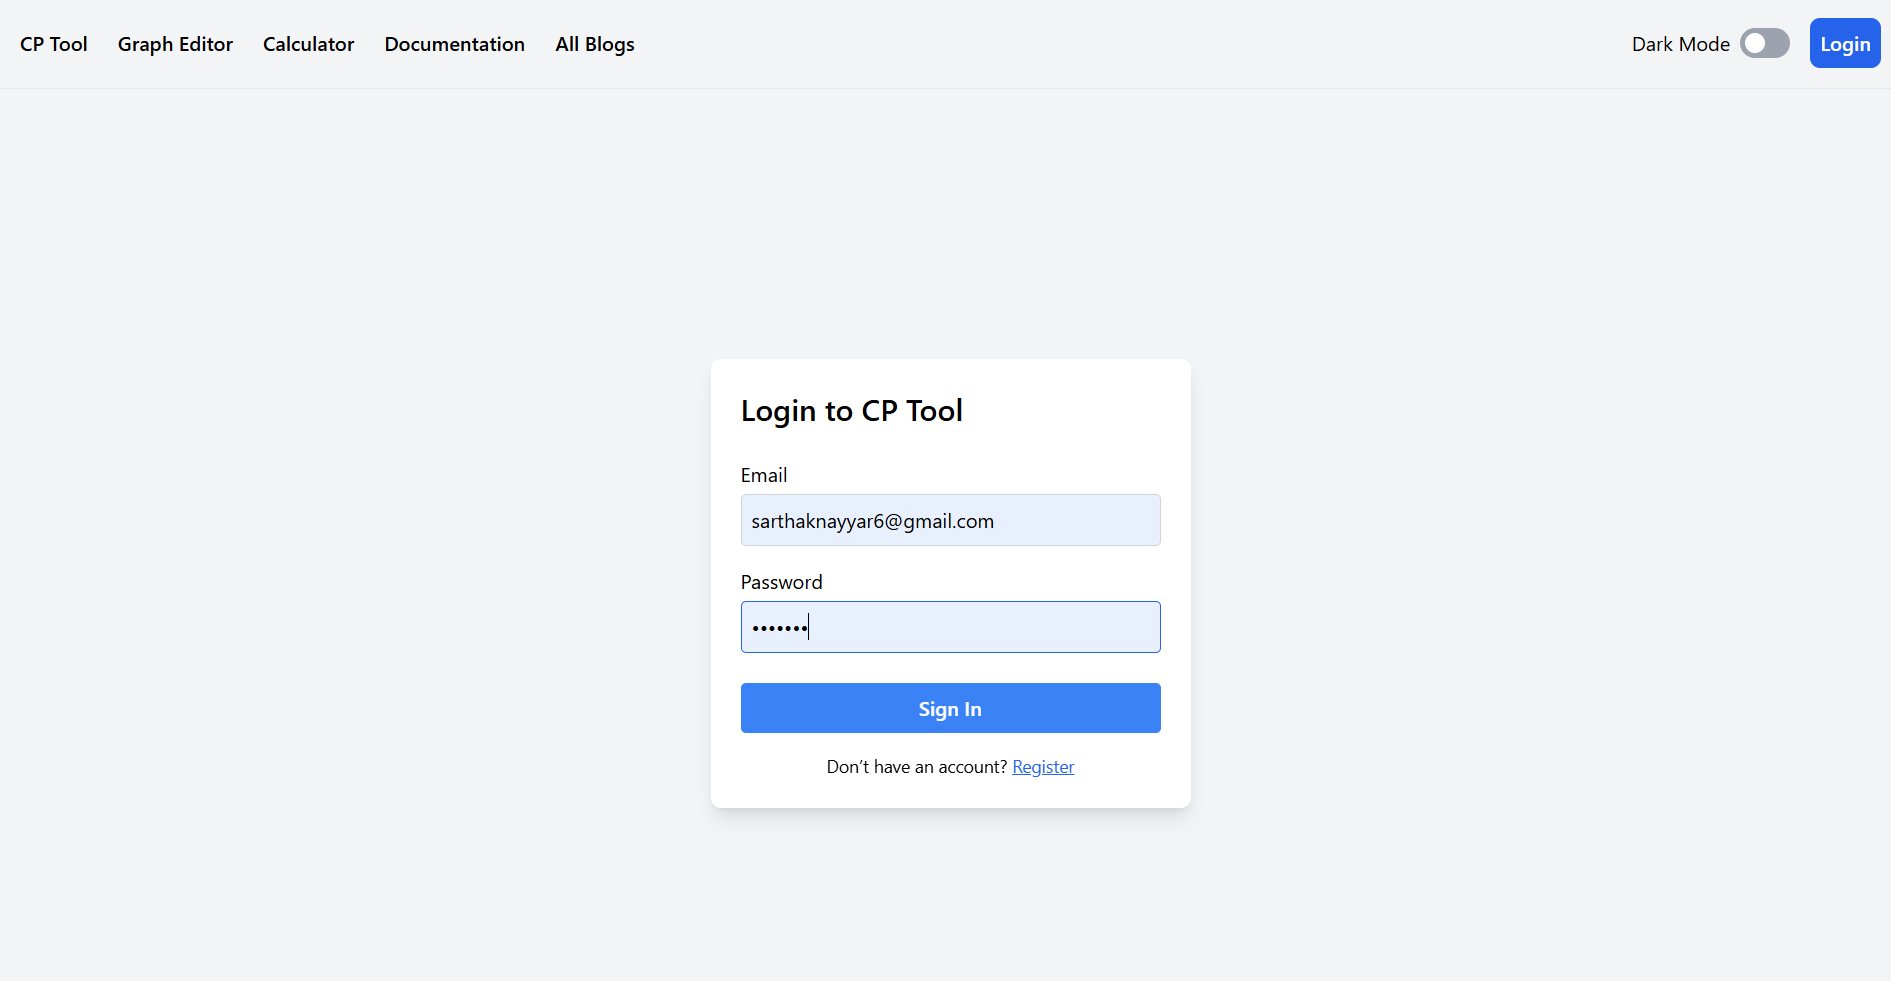 CP Tool Graph Editor Calculator Documentation All Blogs Dark Mode Login
Login to CP Tool
Email
sarthaknayyar6@gmail.com
Password
•••••••
Sign In
Don’t have an account? Register